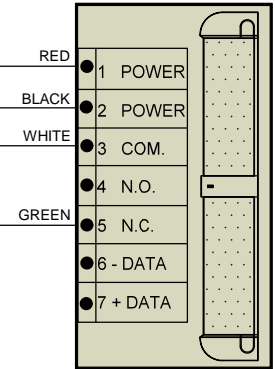 RED
1 POWER
BLACK
2 POWER
WHITE
3 COM.
4 N.O.
GREEN
5 N.C.
6 - DATA
7 + DATA